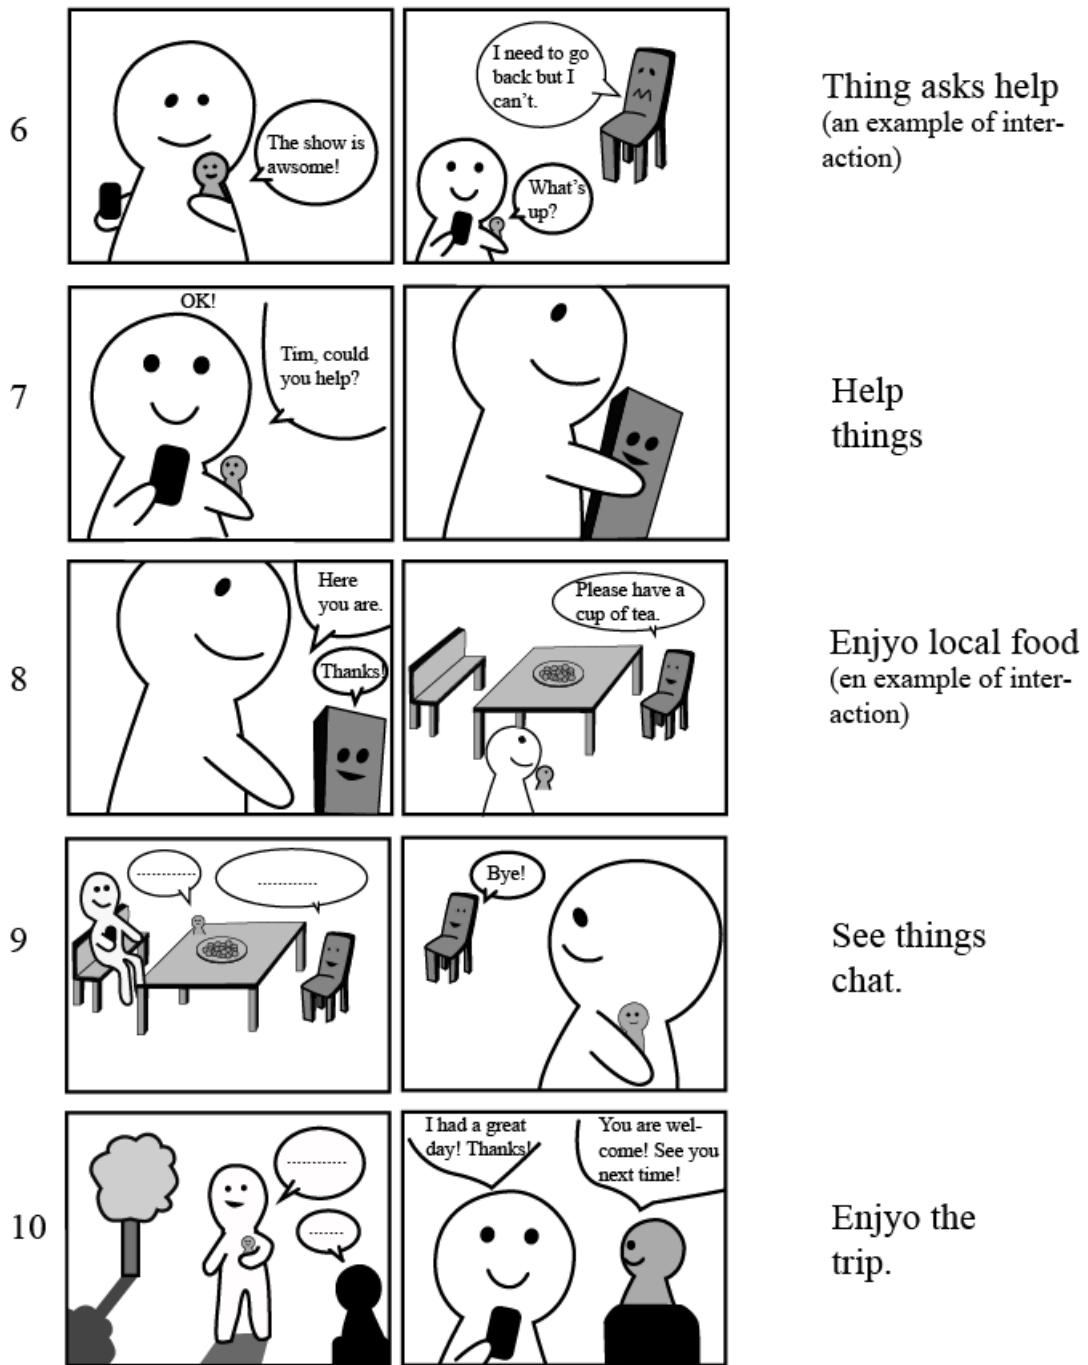 6
The show is
awsome!
I need to go
back but I
can't.
What's
up?
Thing asks help
(an example of inter-
action)
7
OK!
Tim, could
you help?
Help
things
8
Here
you are.
Thanks!
Please have a
cup of tea.
Enjyo local food
(en example of inter-
action)
9
Bye!
See things
chat.
10
I had a great
day! Thanks!
You are wel-
come! See you
next time!
Enjyo the
trip.